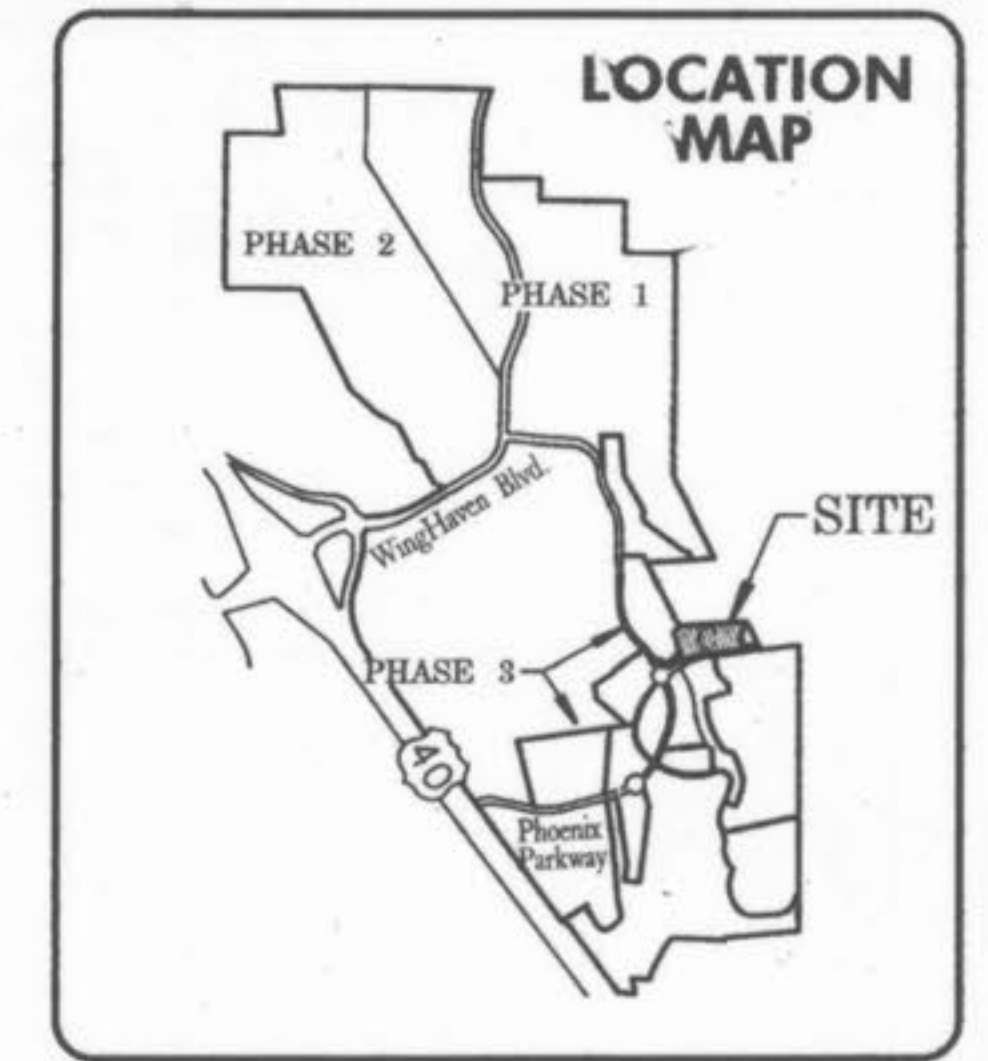 LOCATION
MAP
PHASE 2
PHASE 1
WingHaven Blvd.
SITE
PHASE 3
40
Phoenix
Parkway